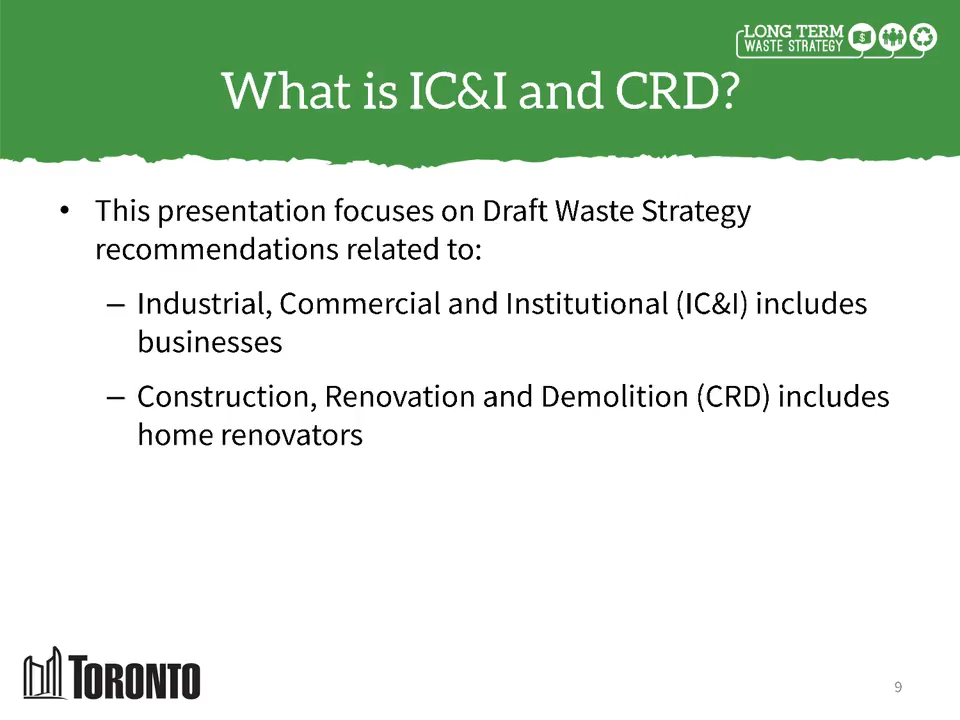 LONG TERM
WASTE STRATEGY
$
What is IC&I and CRD?
• This presentation focuses on Draft Waste Strategy
recommendations related to:
– Industrial, Commercial and Institutional (IC&I) includes
businesses
– Construction, Renovation and Demolition (CRD) includes
home renovators
TORONTO
9